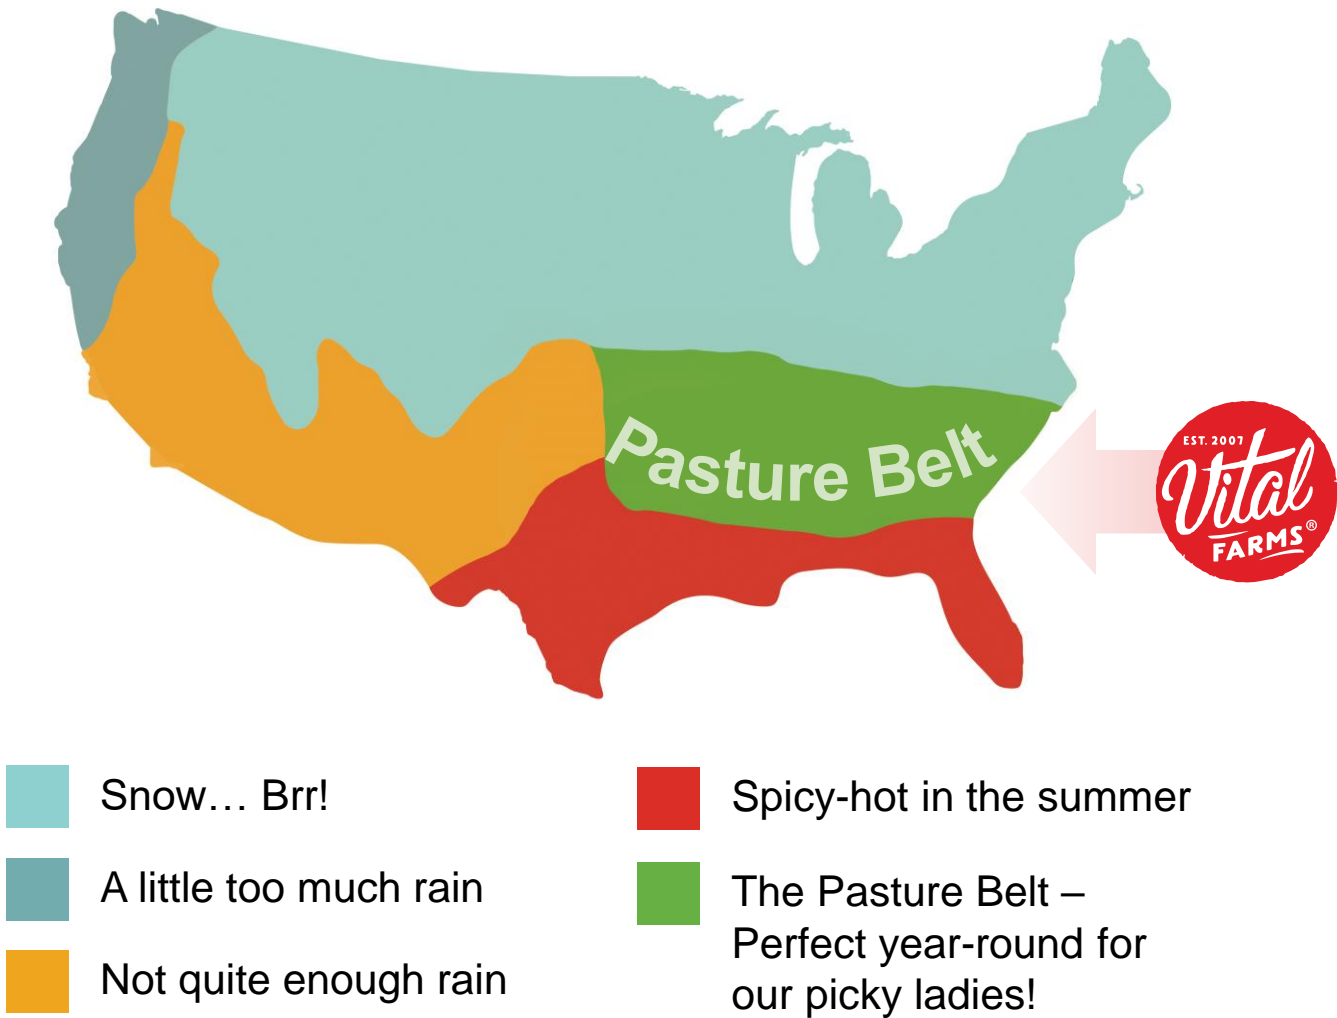 Pasture Belt
EST. 2007
Vital
FARMS®
Snow… Brr!
A little too much rain
Not quite enough rain
Spicy-hot in the summer
The Pasture Belt –
Perfect year-round for
our picky ladies!